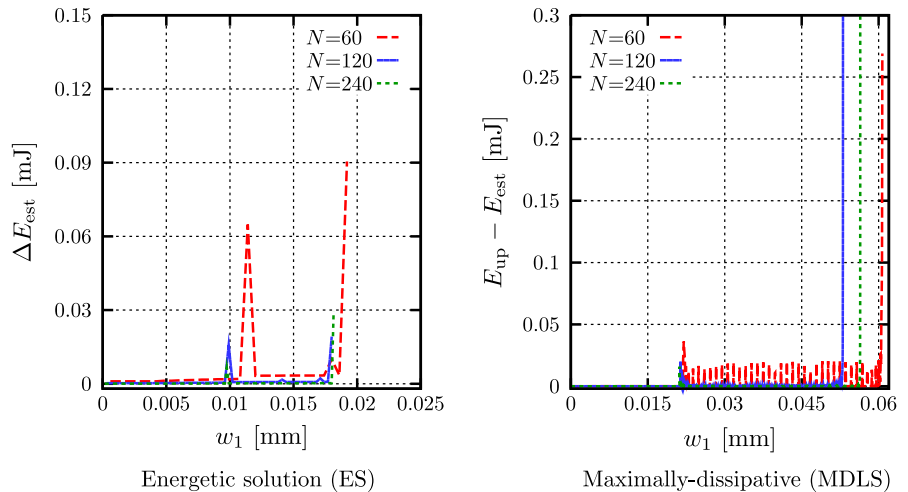 0.15
0.12
0.09
0.06
0.03
0
ΔE_est [mJ]
N=60
N=120
N=240
0 0.005 0.01 0.015 0.02 0.025
w_1 [mm]
Energetic solution (ES)
0.3
0.25
0.2
0.15
0.1
0.05
0
E_up − E_est [mJ]
N=60
N=120
N=240
0 0.015 0.03 0.045 0.06
w_1 [mm]
Maximally-dissipative (MDLS)